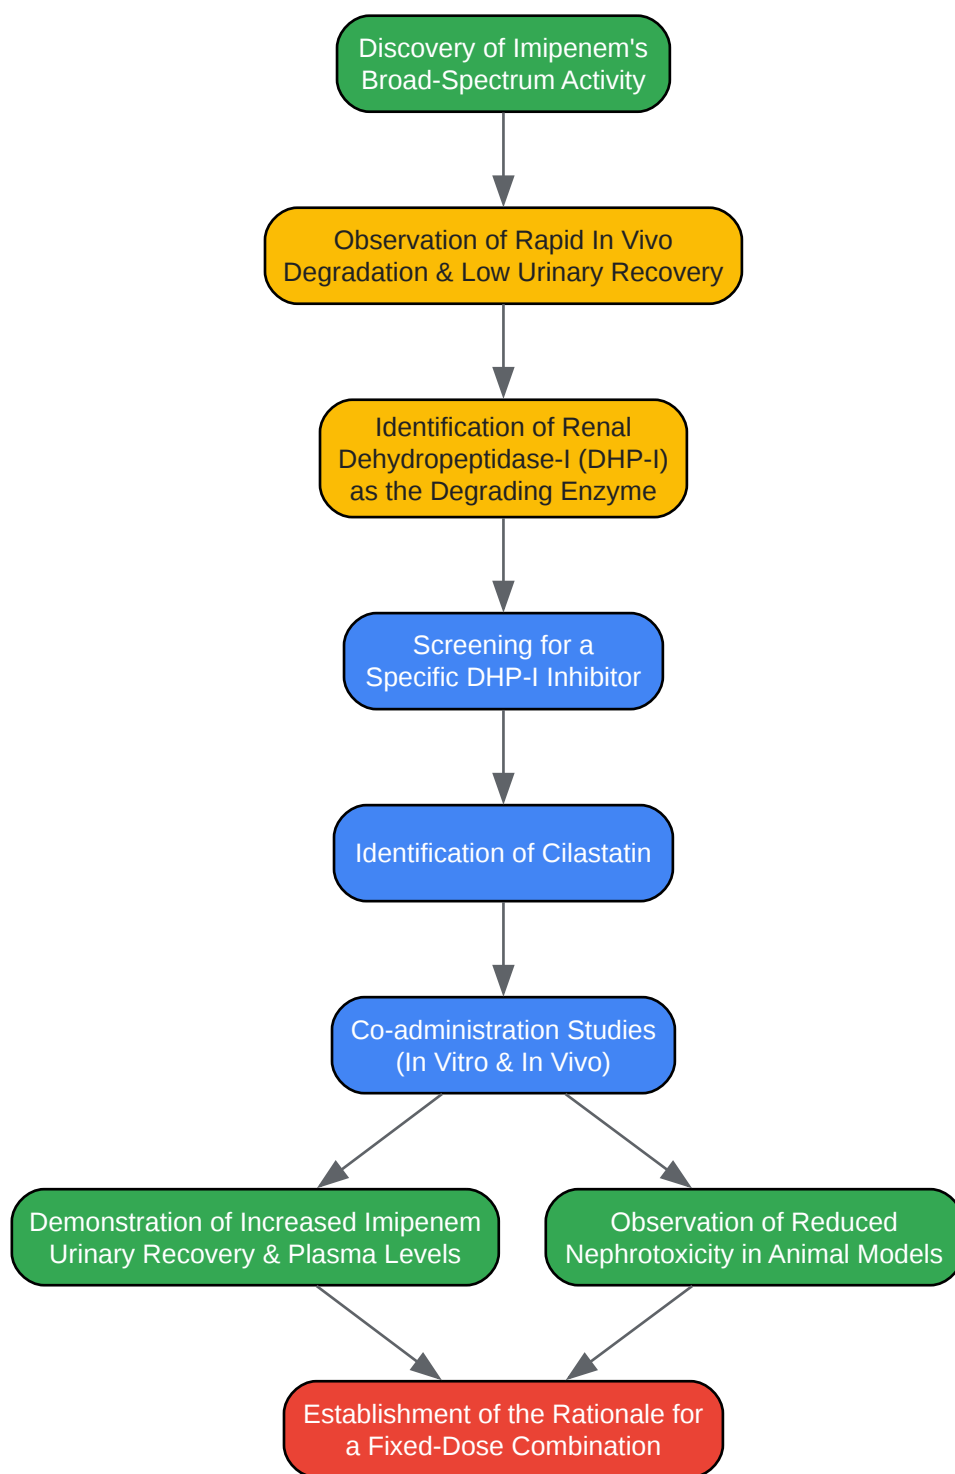 Discovery of Imipenem's
Broad-Spectrum Activity
Observation of Rapid In Vivo
Degradation & Low Urinary Recovery
Identification of Renal
Dehydropeptidase-I (DHP-I)
as the Degrading Enzyme
Screening for a
Specific DHP-I Inhibitor
Identification of Cilastatin
Co-administration Studies
(In Vitro & In Vivo)
Demonstration of Increased Imipenem
Urinary Recovery & Plasma Levels
Observation of Reduced
Nephrotoxicity in Animal Models
Establishment of the Rationale for
a Fixed-Dose Combination